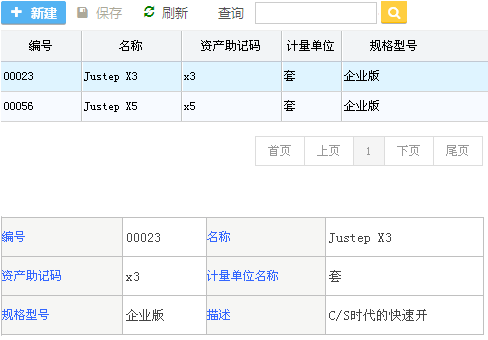 新建 保存 刷新 查询
编号 名称 资产助记码 计量单位 规格型号
00023 Justep X3 x3 套 企业版
00056 Justep X5 x5 套 企业版
首页 上页 1 下页 尾页
编号 00023 名称 Justep X3
资产助记码 x3 计量单位名称 套
规格型号 企业版 描述 C/S时代的快速开